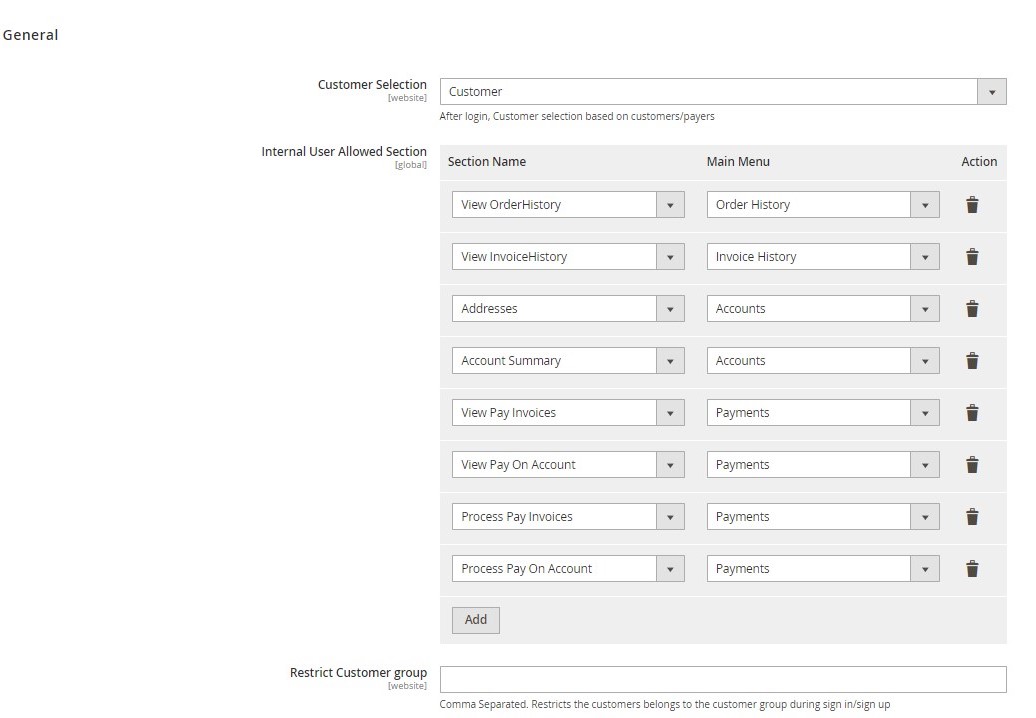 General
Customer Selection
[website]
Customer
After login, Customer selection based on customers/payers
Internal User Allowed Section
[global]
Section Name Main Menu Action
View OrderHistory Order History
View InvoiceHistory Invoice History
Addresses Accounts
Account Summary Accounts
View Pay Invoices Payments
View Pay On Account Payments
Process Pay Invoices Payments
Process Pay On Account Payments
Add
Restrict Customer group
[website]
Comma Separated. Restricts the customers belongs to the customer group during sign in/sign up